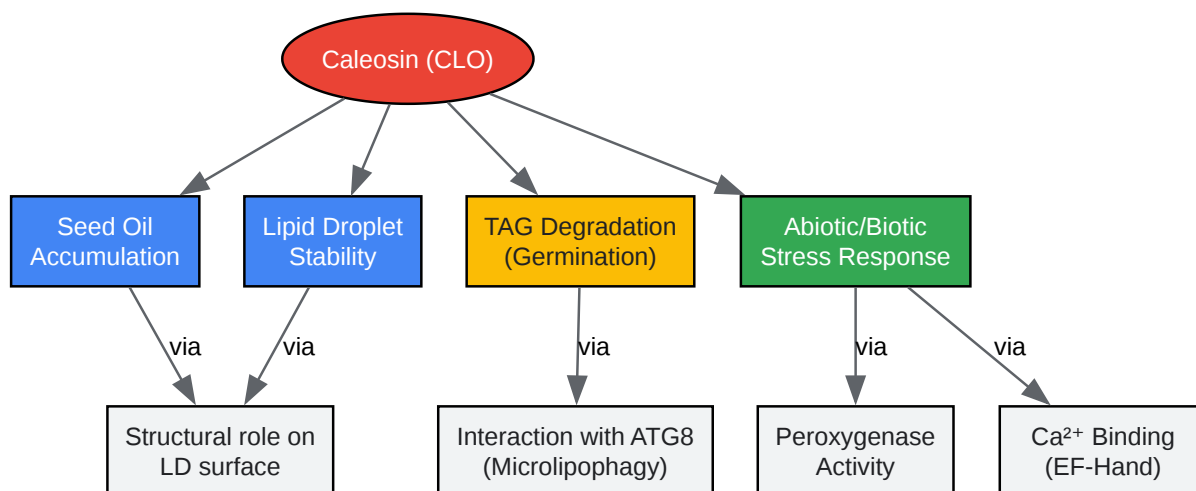 Caleosin (CLO)
Seed Oil
Accumulation
Lipid Droplet
Stability
TAG Degradation
(Germination)
Abiotic/Biotic
Stress Response
via
via
via
via
via
Structural role on
LD surface
Interaction with ATG8
(Microlipophagy)
Peroxygenase
Activity
Ca²⁺ Binding
(EF-Hand)